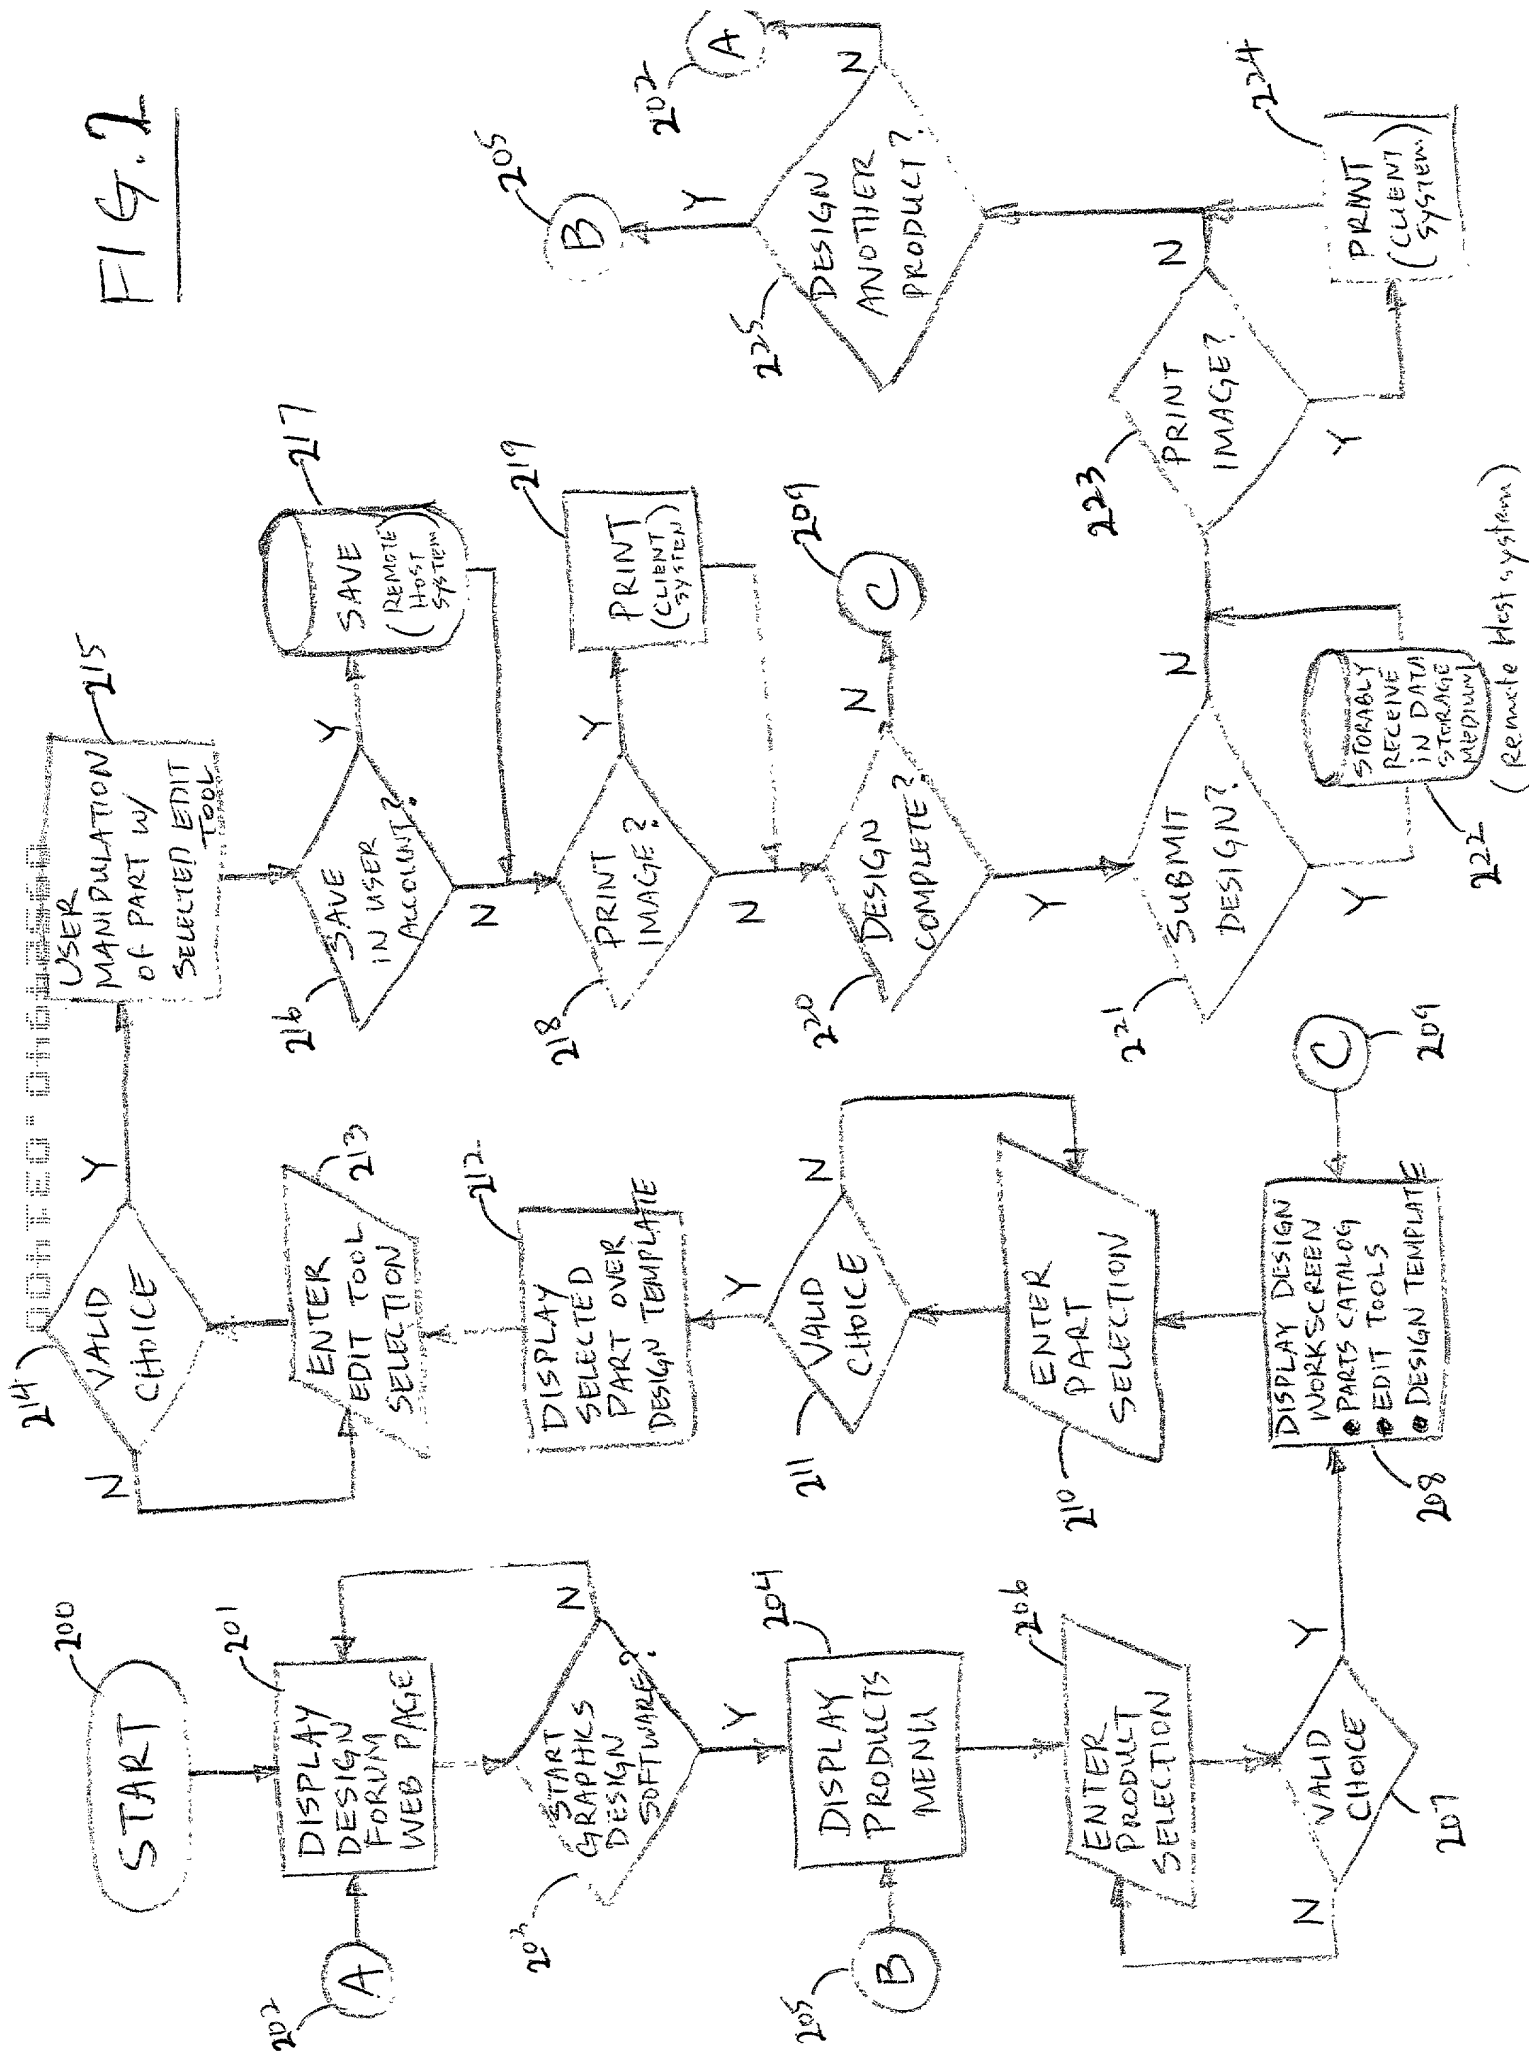 FIG. 2
START
200
DISPLAY
DESIGN
FORUM
WEB PAGE
201
A
202
START
GRAPHICS
DESIGN
SOFTWARE?
203
N
Y
DISPLAY
PRODUCTS
MENU
204
B
205
ENTER
PRODUCT
SELECTION
206
VALID
CHOICE
207
N
Y
DISPLAY DESIGN
WORKSCREEN
• PARTS CATALOG
• EDIT TOOLS
• DESIGN TEMPLATE
208
C
209
ENTER
PART
SELECTION
210
VALID
CHOICE
211
N
Y
DISPLAY
SELECTED
PART OVER
DESIGN TEMPLATE
212
ENTER
EDIT TOOL
SELECTION
213
VALID
CHOICE
214
N
Y
USER
MANIPULATION
OF PART W/
SELECTED EDIT
TOOL
215
SAVE
IN USER
ACCOUNT?
216
Y
N
SAVE
(REMOTE
HOST
SYSTEM)
217
PRINT
IMAGE?
218
Y
N
PRINT
(CLIENT
SYSTEM)
219
DESIGN
COMPLETE?
220
N
Y
C
209
SUBMIT
DESIGN?
221
N
Y
STORABLY
RECEIVE
IN DATA
STORAGE
MEDIUM
222
(Remote Host system)
PRINT
IMAGE?
223
N
Y
PRINT
(CLIENT
SYSTEM)
224
DESIGN
ANOTHER
PRODUCT?
225
Y
N
B
205
A
202